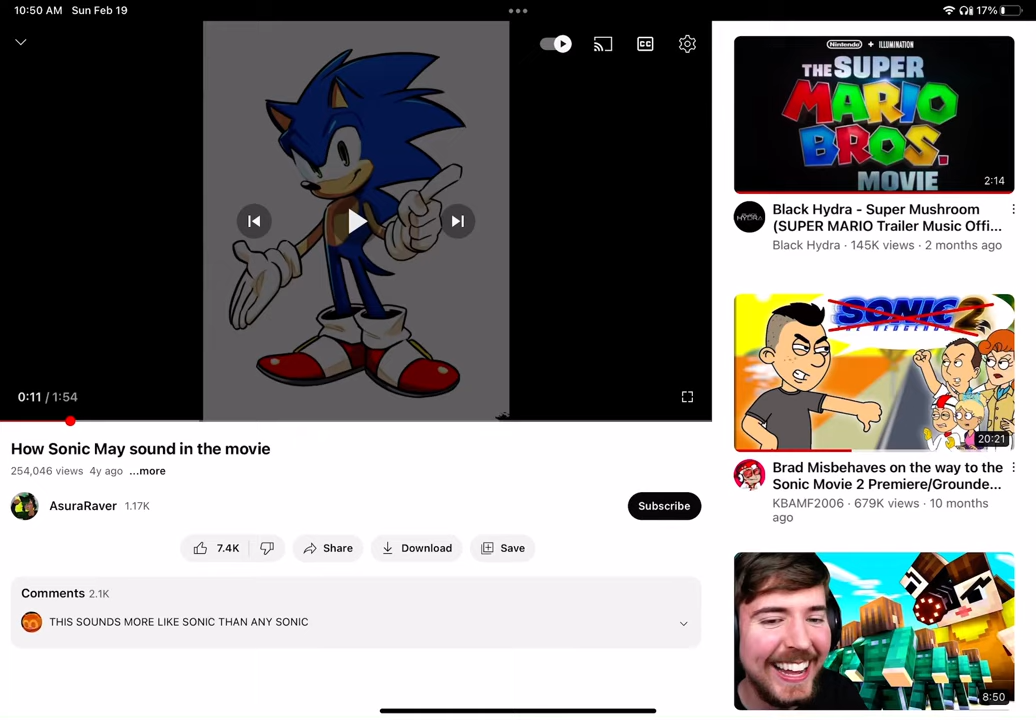 10:50 AM Sun Feb 19
17%
CC
0:11 / 1:54
How Sonic May sound in the movie
254,046 views 4y ago ...more
AsuraRaver 1.17K
Subscribe
7.4K
Share
Download
Save
Comments 2.1K
THIS SOUNDS MORE LIKE SONIC THAN ANY SONIC
Nintendo + ILLUMINATION
THE SUPER
MARIO
BROS.
MOVIE
2:14
HYDRA
Black Hydra - Super Mushroom
(SUPER MARIO Trailer Music Offi...
Black Hydra · 145K views · 2 months ago
SONIC 2
THE HEDGEHOG
20:21
Brad Misbehaves on the way to the
Sonic Movie 2 Premiere/Grounde...
KBAMF2006 · 679K views · 10 months
ago
8:50